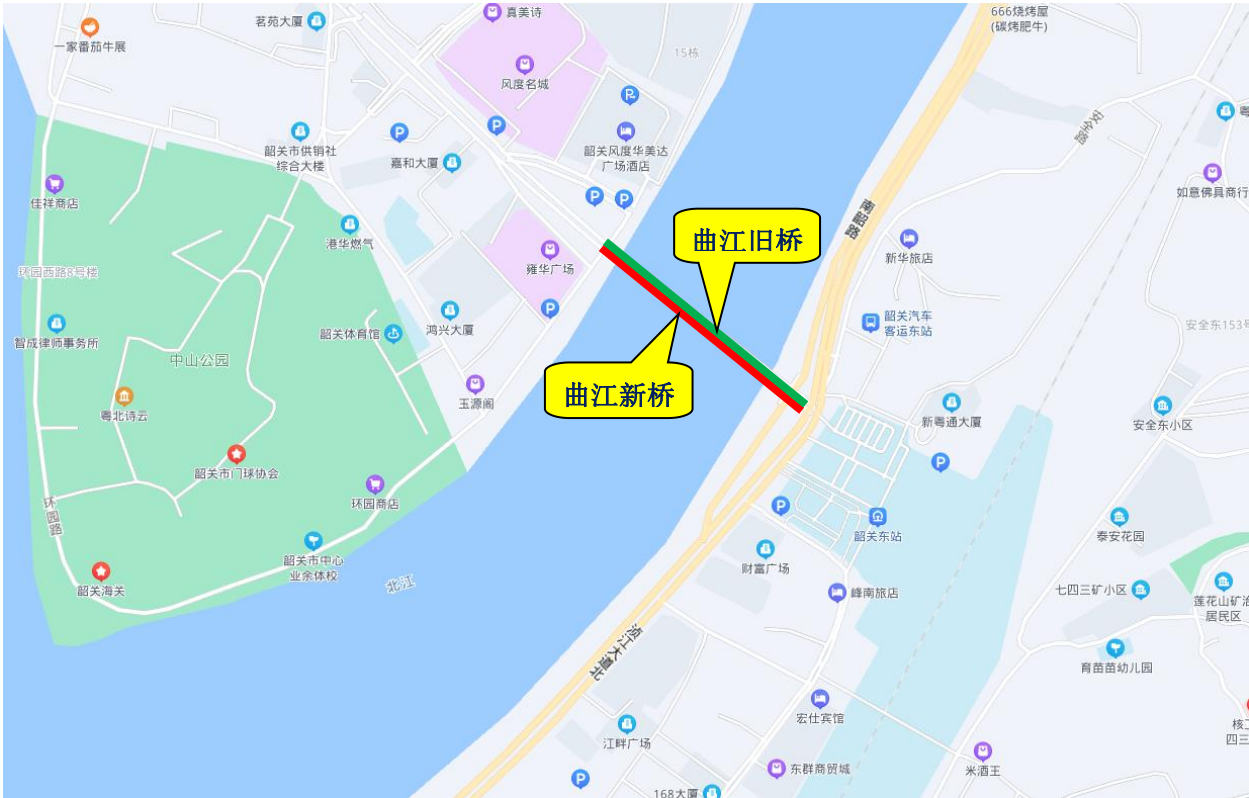 茗苑大厦
真美诗
666烧烤屋
(碳烤肥牛)
一家番茄牛展
15栋
风度名城
P
P
P
安全路
粤
韶关市供销社
综合大楼
嘉和大厦
韶关风度华美达
广场酒店
佳祥商店
P
P
如意佛具商行
南韶路
港华燃气
曲江旧桥
新华旅店
环园西路8号楼
雍华广场
P
韶关汽车
客运东站
智成律师事务所
韶关体育馆
鸿兴大厦
安全东153号
中山公园
曲江新桥
玉源阁
粤北诗云
新粤通大厦
安全东小区
P
韶关市门球协会
环园商店
环园路
P
韶关东站
泰安花园
韶关市中心
业余体校
财富广场
韶关海关
北江
峰南旅店
七四三矿小区
莲花山矿冶
居民区
浈江大道北
育苗苗幼儿园
宏仕宾馆
江畔广场
核工
四三
P
东群商贸城
米酒王
168大厦